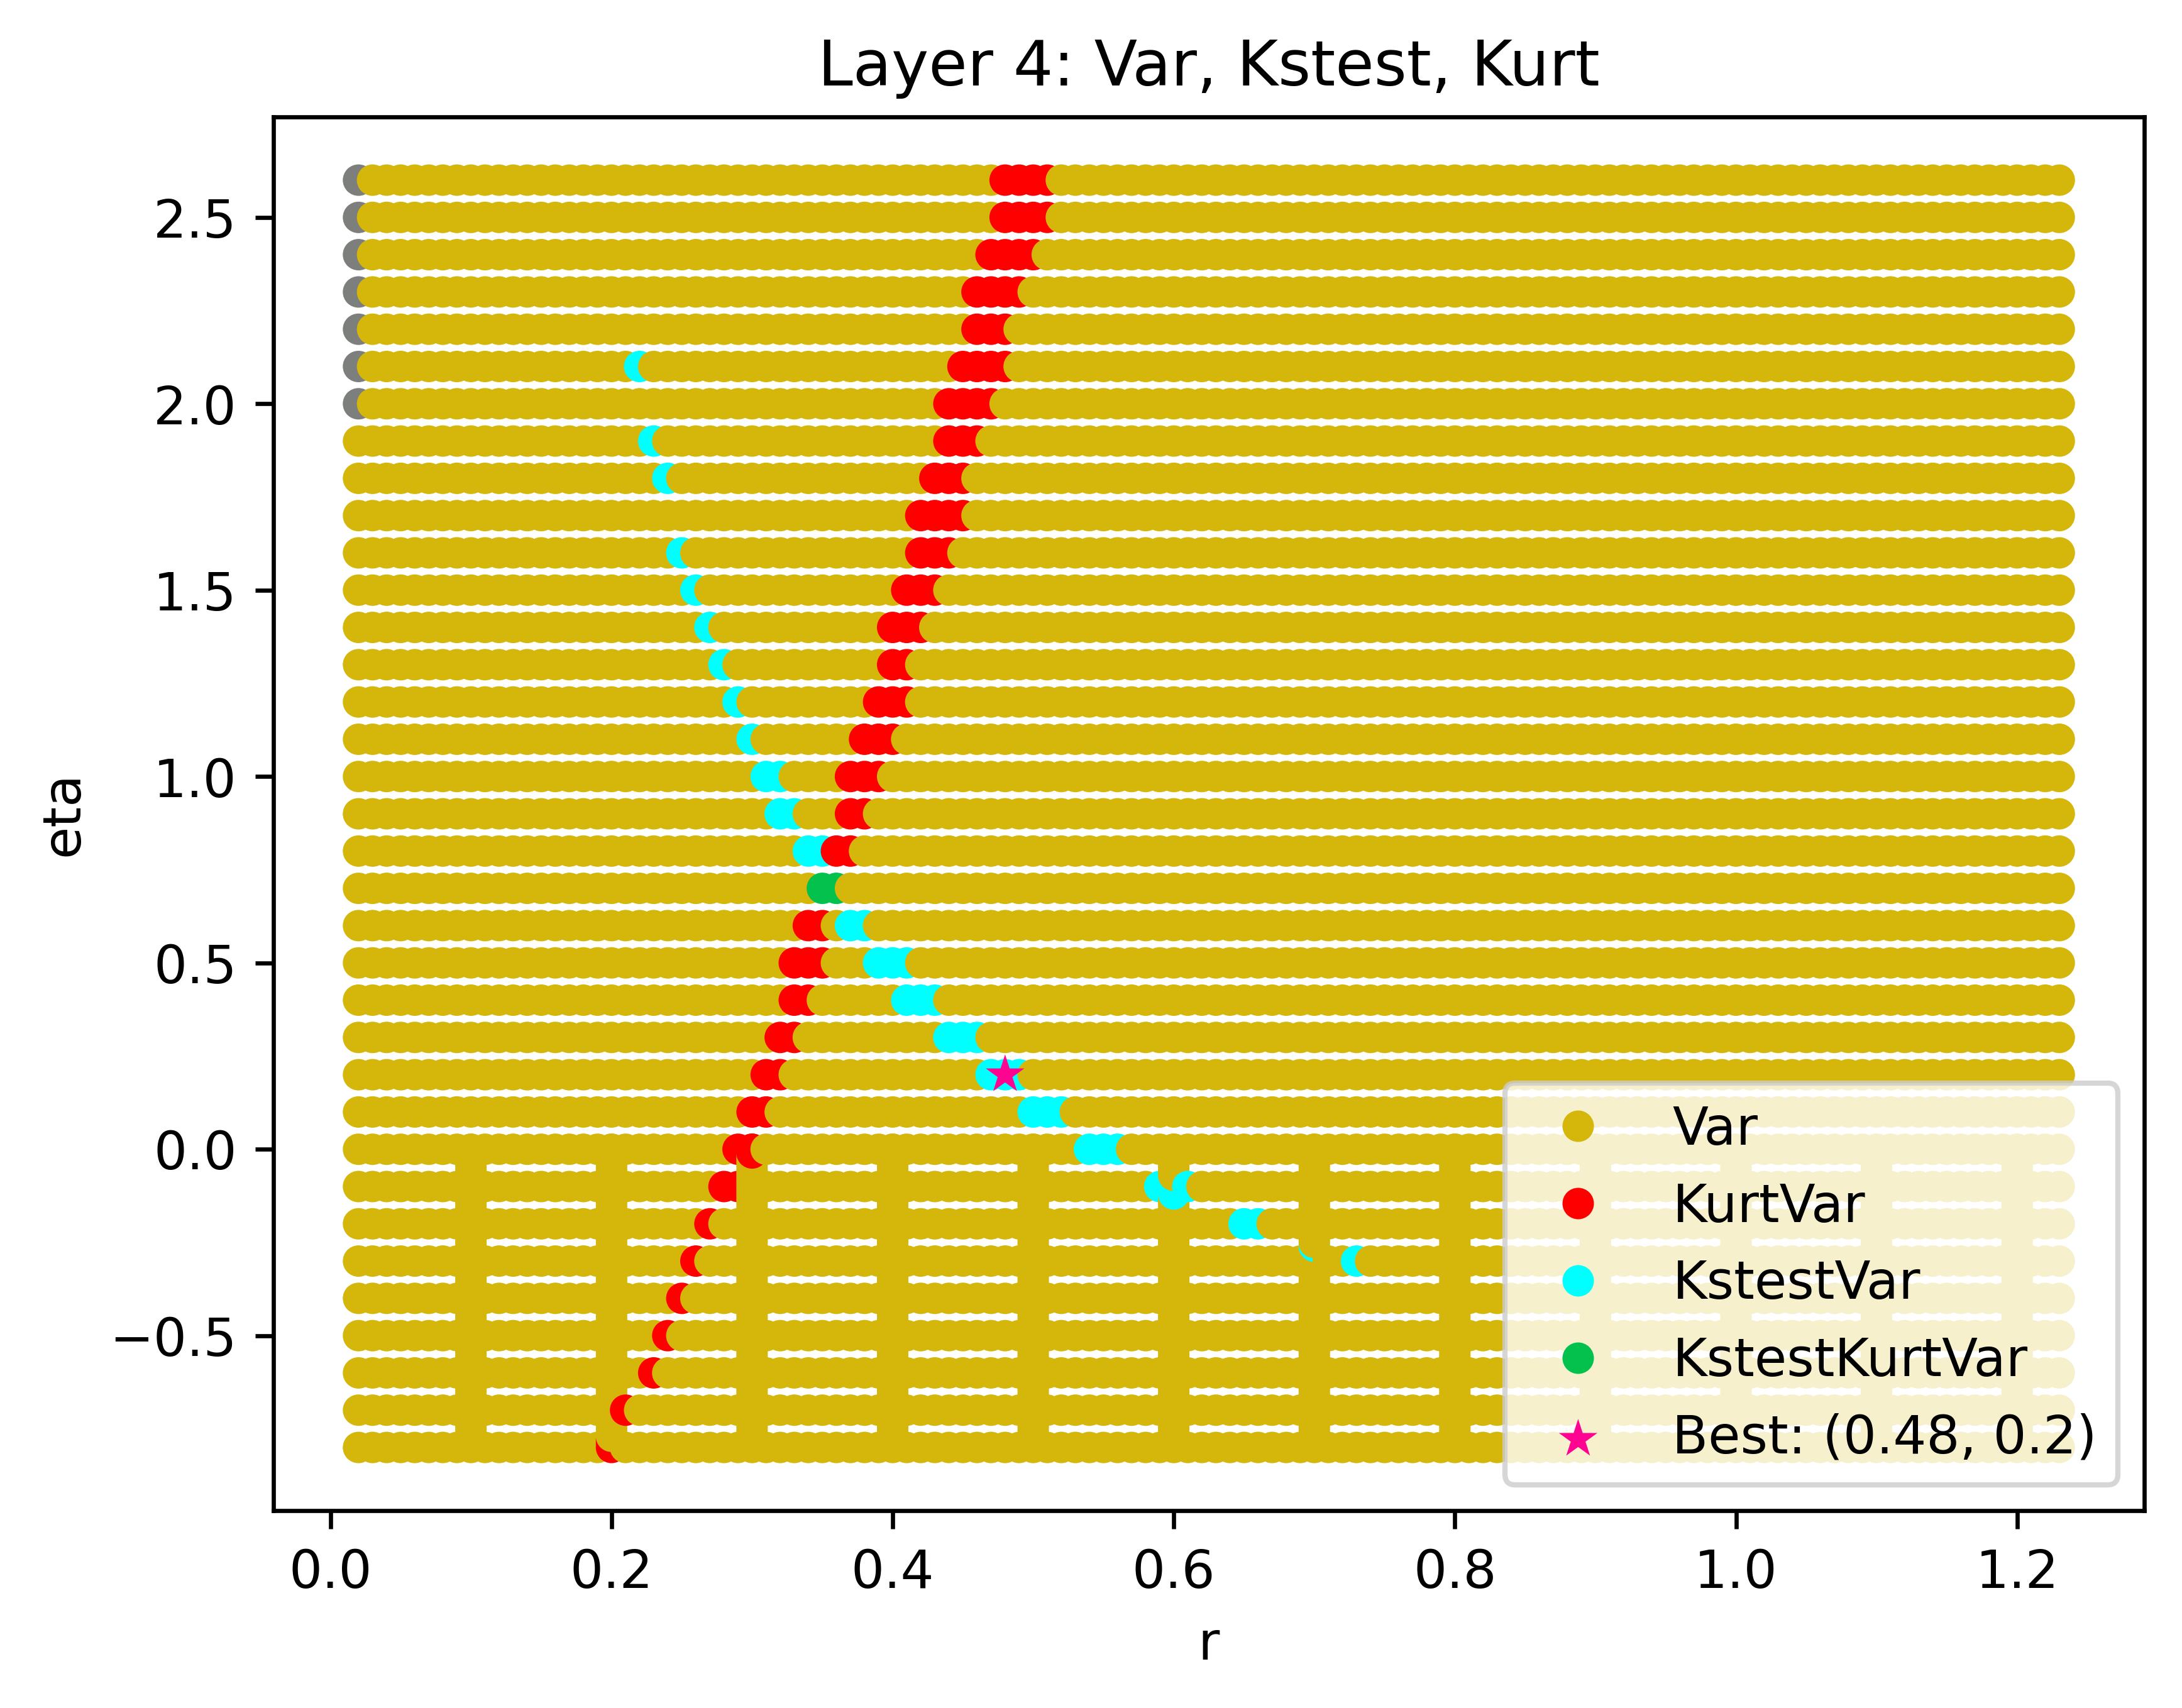 Layer 4: Var, Kstest, Kurt
eta
2.5
2.0
1.5
1.0
0.5
0.0
−0.5
Var
KurtVar
KstestVar
KstestKurtVar
Best: (0.48, 0.2)
0.0 0.2 0.4 0.6 0.8 1.0 1.2
r